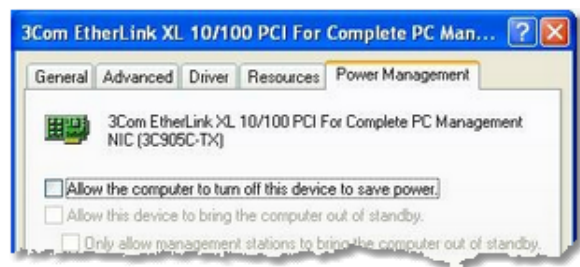 3Com EtherLink XL 10/100 PCI For Complete PC Man...
General Advanced Driver Resources Power Management
3Com EtherLink XL 10/100 PCI For Complete PC Management
NIC (3C905C-TX)
Allow the computer to turn off this device to save power.
Allow this device to bring the computer out of standby.
Only allow management stations to bring the computer out of standby.